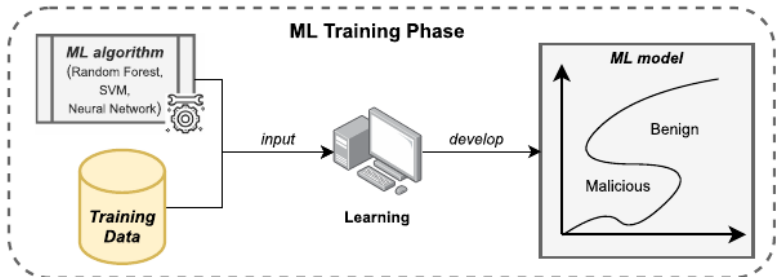 ML Training Phase
ML algorithm
(Random Forest,
SVM,
Neural Network)
Training
Data
input
Learning
develop
ML model
Benign
Malicious